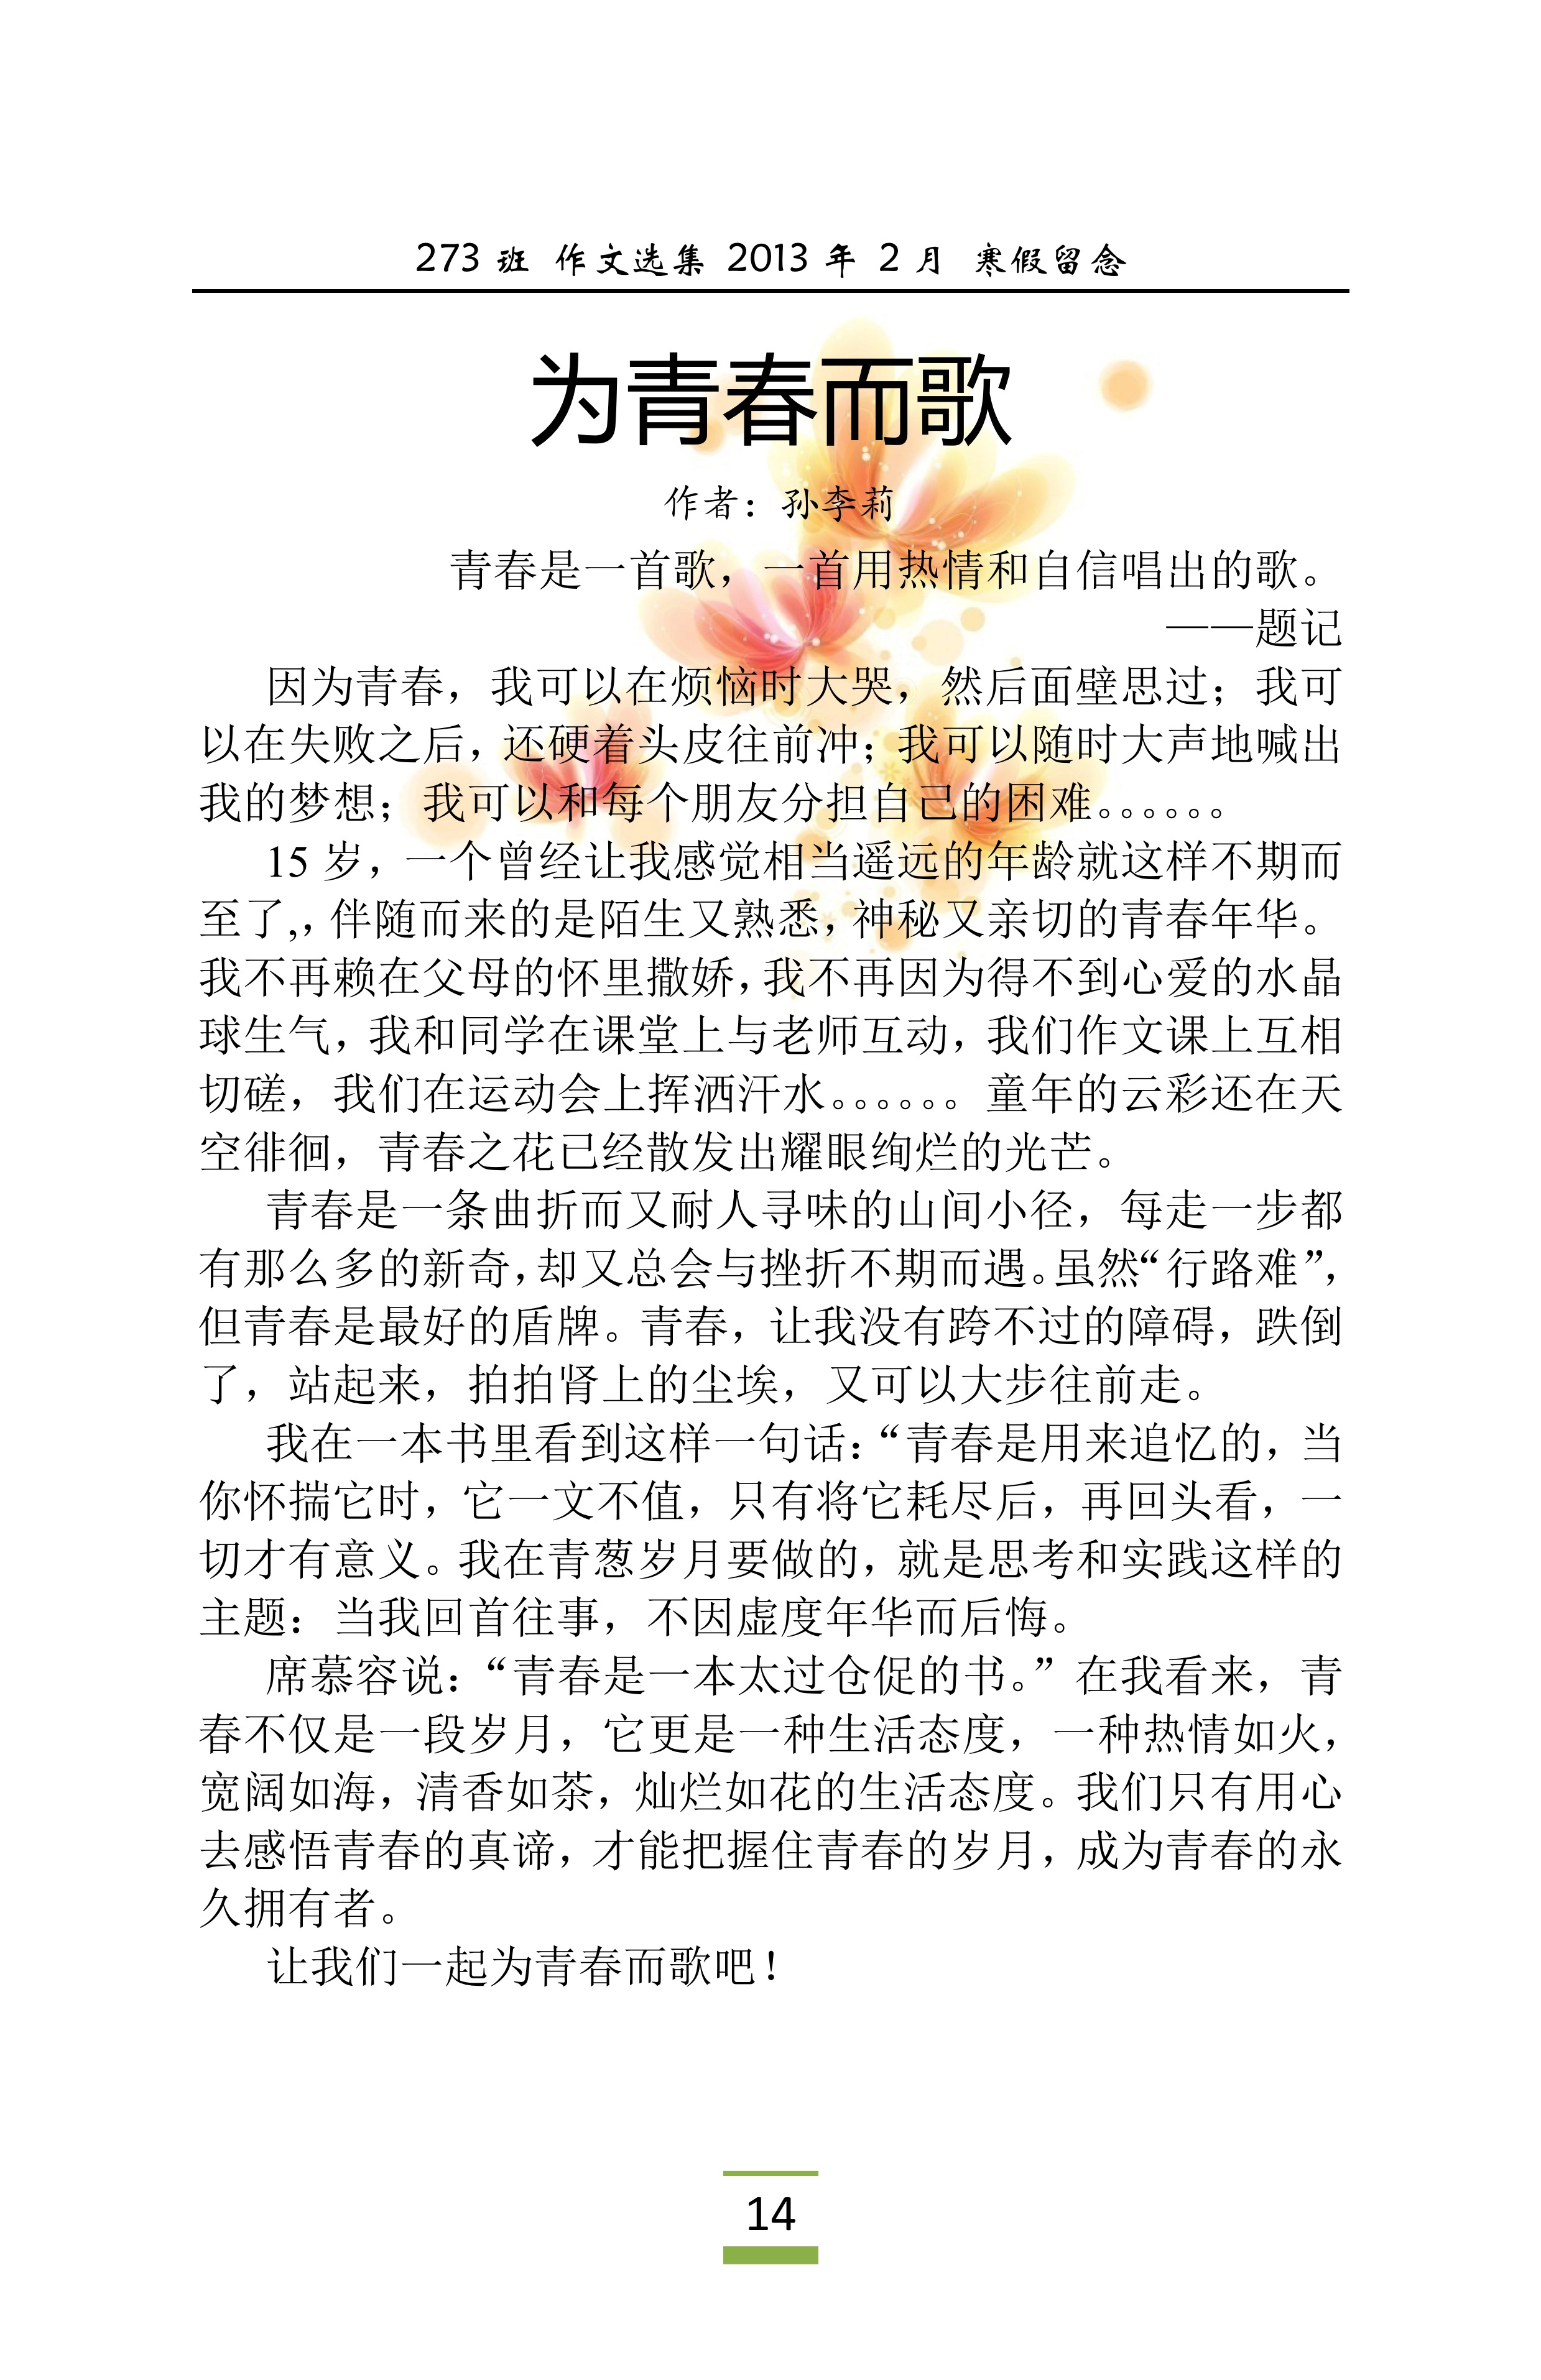 273 班 作文选集 2013 年 2 月 寒假留念
为青春而歌
作者：孙李莉
青春是一首歌，一首用热情和自信唱出的歌。
——题记
因为青春，我可以在烦恼时大哭，然后面壁思过；我可
以在失败之后，还硬着头皮往前冲；我可以随时大声地喊出
我的梦想；我可以和每个朋友分担自己的困难。。。。。。
15 岁，一个曾经让我感觉相当遥远的年龄就这样不期而
至了,，伴随而来的是陌生又熟悉，神秘又亲切的青春年华。
我不再赖在父母的怀里撒娇，我不再因为得不到心爱的水晶
球生气，我和同学在课堂上与老师互动，我们作文课上互相
切磋，我们在运动会上挥洒汗水。。。。。。童年的云彩还在天
空徘徊，青春之花已经散发出耀眼绚烂的光芒。
青春是一条曲折而又耐人寻味的山间小径，每走一步都
有那么多的新奇，却又总会与挫折不期而遇。虽然“行路难”，
但青春是最好的盾牌。青春，让我没有跨不过的障碍，跌倒
了，站起来，拍拍肾上的尘埃，又可以大步往前走。
我在一本书里看到这样一句话：“青春是用来追忆的，当
你怀揣它时，它一文不值，只有将它耗尽后，再回头看，一
切才有意义。我在青葱岁月要做的，就是思考和实践这样的
主题：当我回首往事，不因虚度年华而后悔。
席慕容说：“青春是一本太过仓促的书。”在我看来，青
春不仅是一段岁月，它更是一种生活态度，一种热情如火，
宽阔如海，清香如茶，灿烂如花的生活态度。我们只有用心
去感悟青春的真谛，才能把握住青春的岁月，成为青春的永
久拥有者。
让我们一起为青春而歌吧！
14